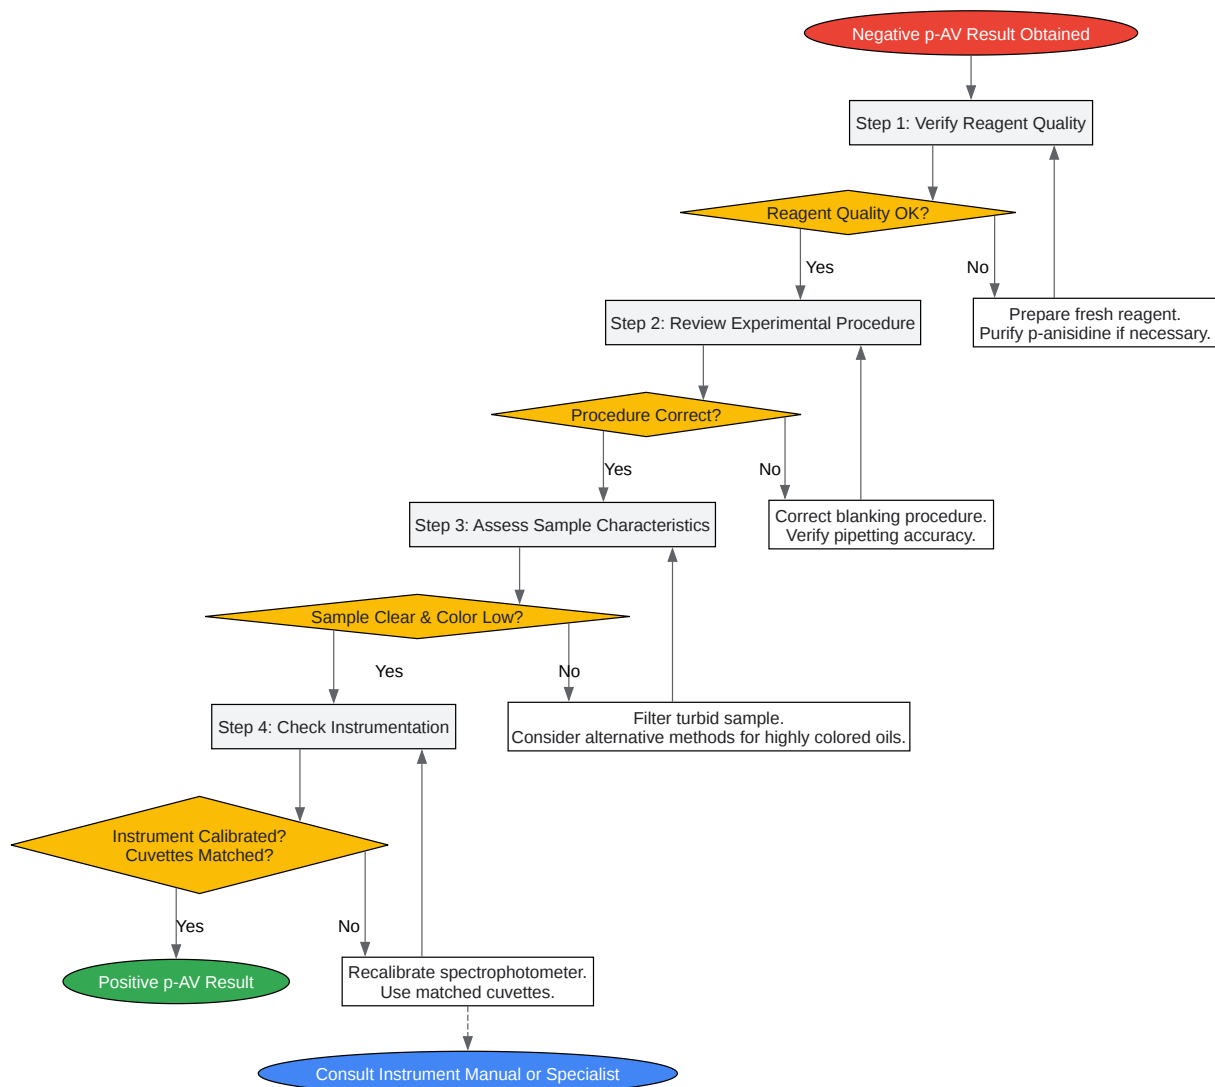 Negative p-AV Result Obtained
Step 1: Verify Reagent Quality
Reagent Quality OK?
Yes
No
Prepare fresh reagent.
Purify p-anisidine if necessary.
Step 2: Review Experimental Procedure
Procedure Correct?
Yes
No
Correct blanking procedure.
Verify pipetting accuracy.
Step 3: Assess Sample Characteristics
Sample Clear & Color Low?
Yes
No
Filter turbid sample.
Consider alternative methods for highly colored oils.
Step 4: Check Instrumentation
Instrument Calibrated?
Cuvettes Matched?
Yes
No
Recalibrate spectrophotometer.
Use matched cuvettes.
Positive p-AV Result
Consult Instrument Manual or Specialist